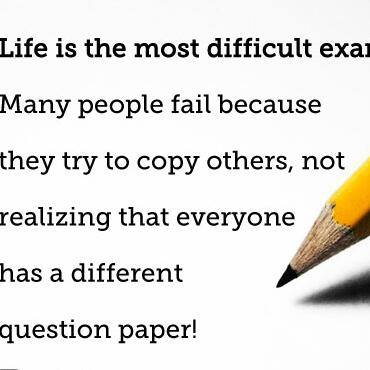 Life is the most difficult exa
Many people fail because
they try to copy others, not
realizing that everyone
has a different
question paper!